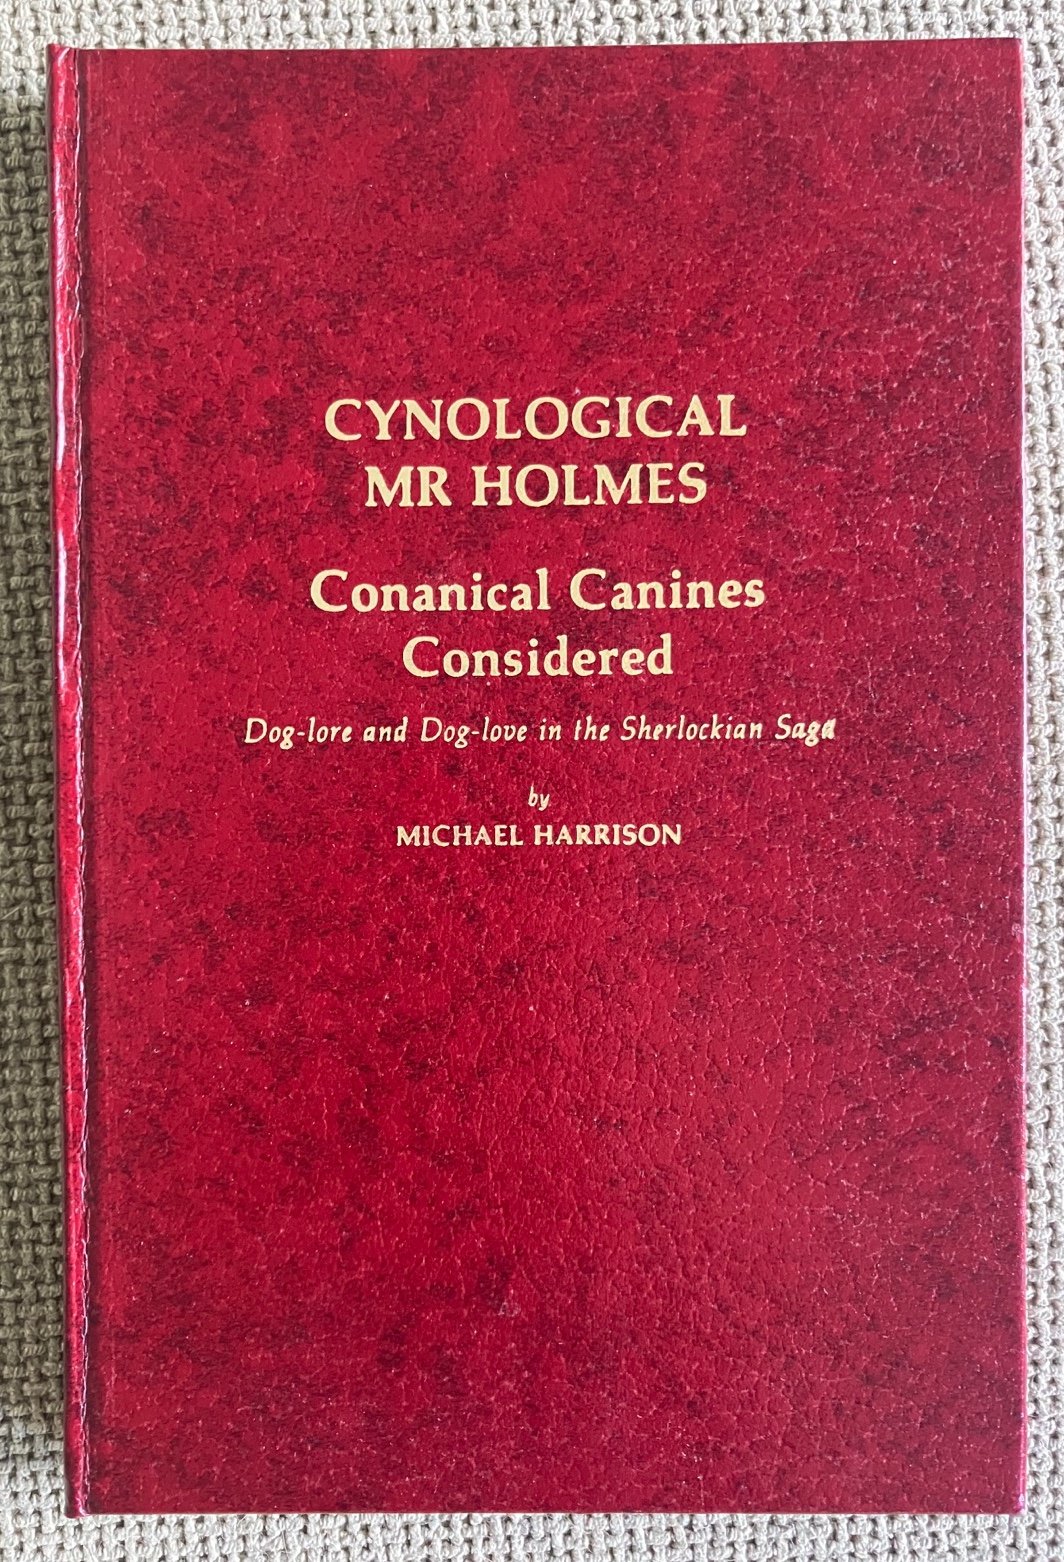 CYNOLOGICAL
MR HOLMES
Conanical Canines
Considered
Dog-lore and Dog-love in the Sherlockian Saga
by
MICHAEL HARRISON